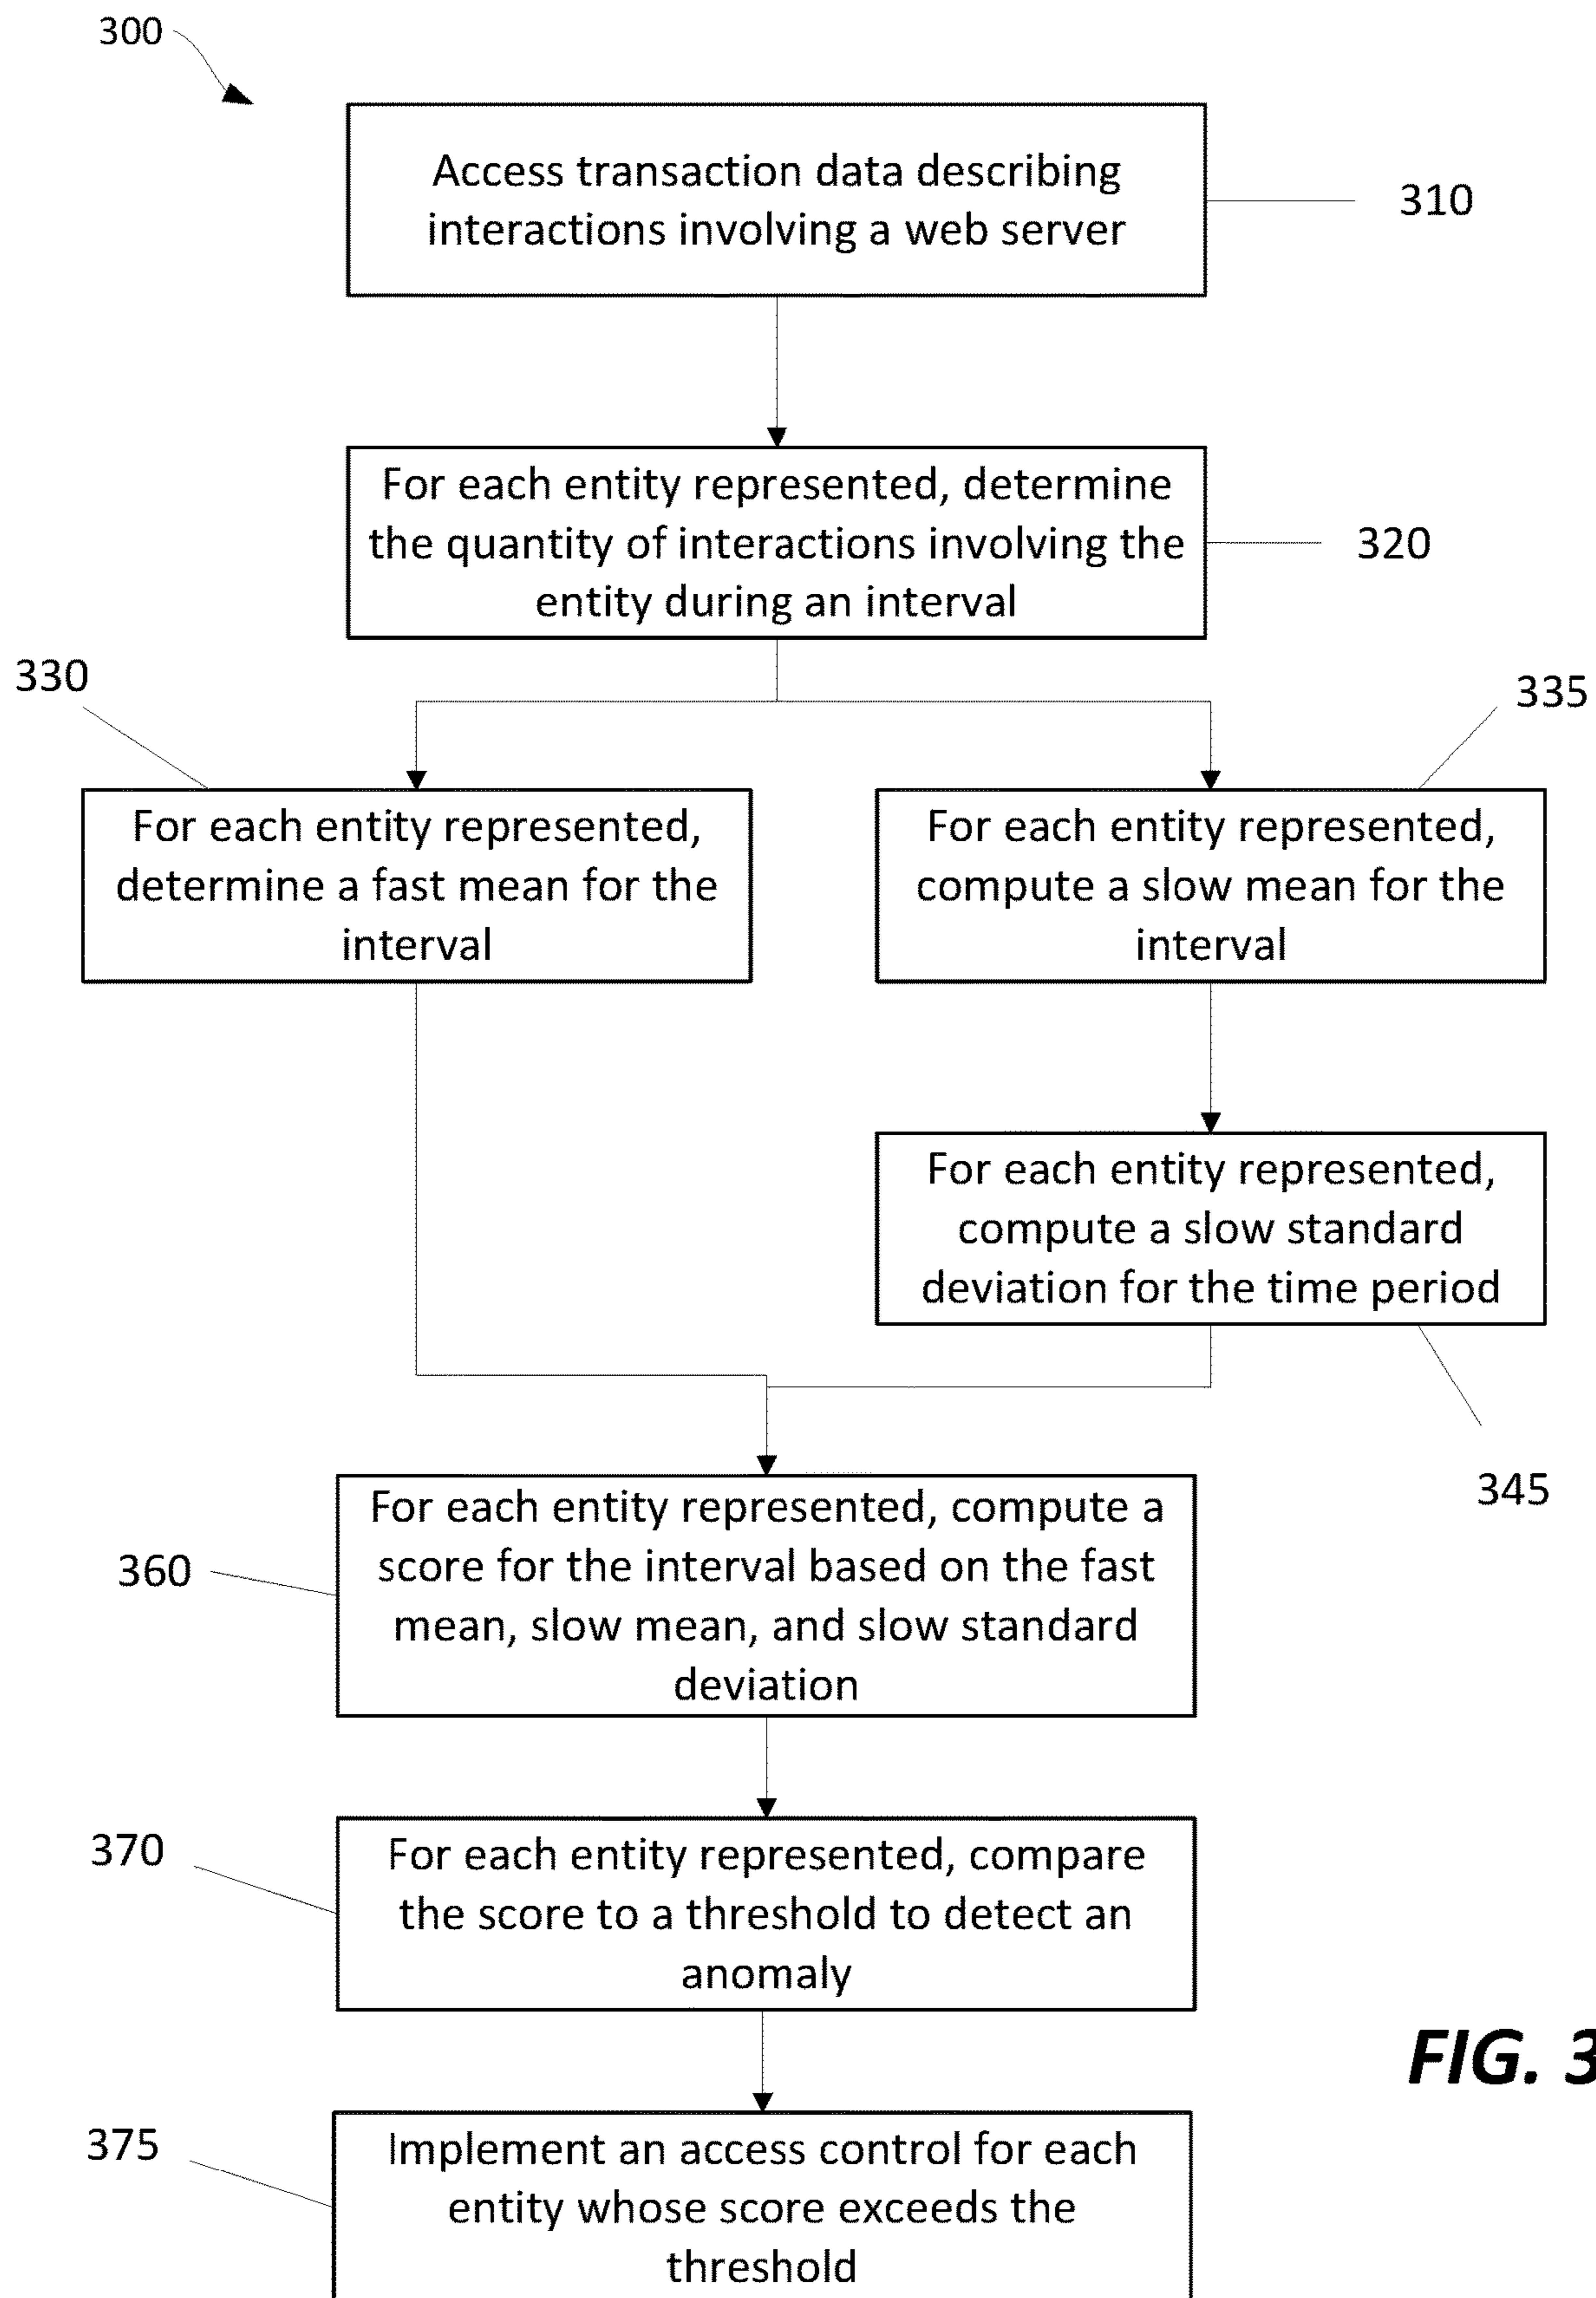 300
Access transaction data describing
interactions involving a web server
310
For each entity represented, determine
the quantity of interactions involving the
entity during an interval
320
330
335
For each entity represented,
determine a fast mean for the
interval
For each entity represented,
compute a slow mean for the
interval
For each entity represented,
compute a slow standard
deviation for the time period
345
360
For each entity represented, compute a
score for the interval based on the fast
mean, slow mean, and slow standard
deviation
370
For each entity represented, compare
the score to a threshold to detect an
anomaly
FIG. 3
375
Implement an access control for each
entity whose score exceeds the
threshold